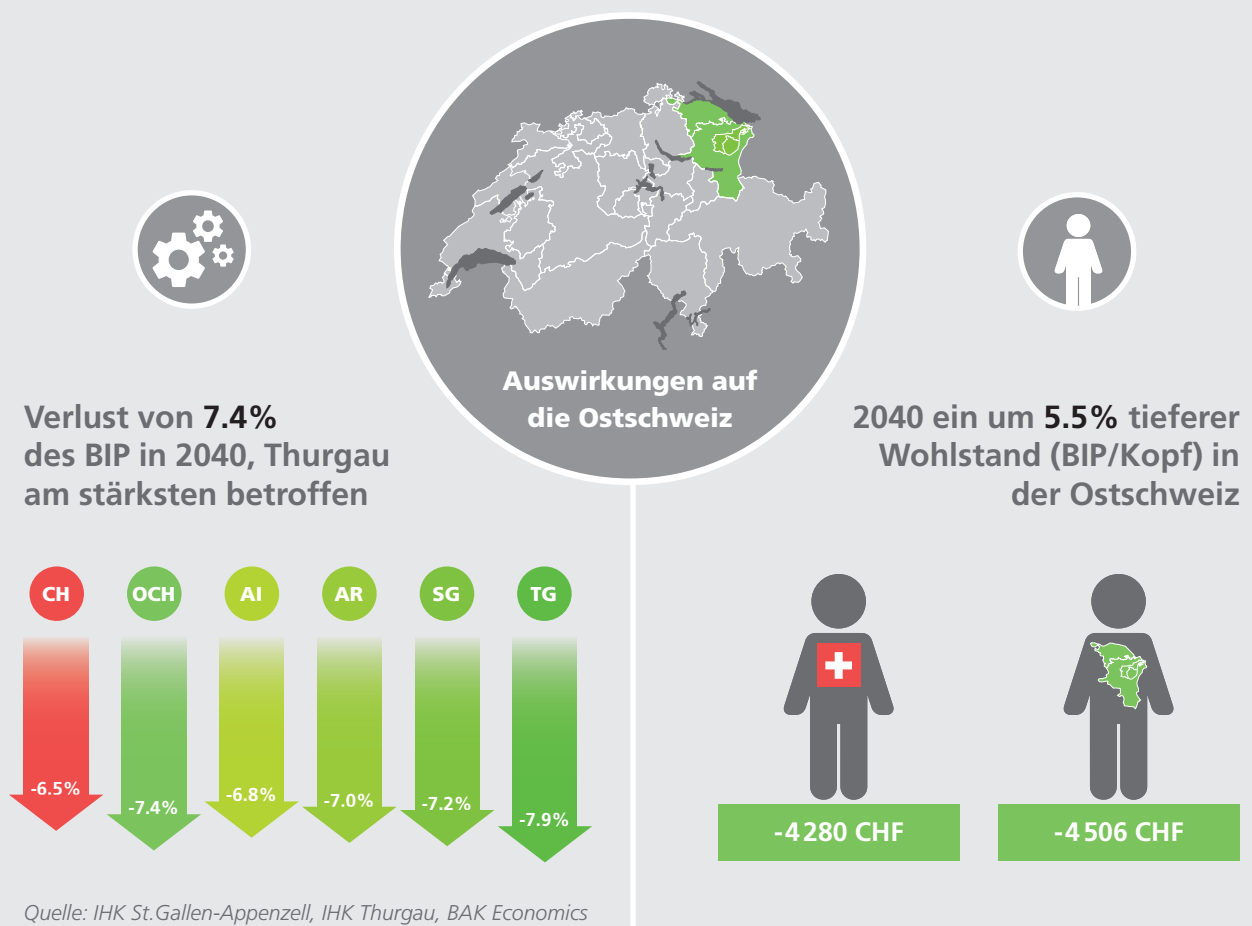 Auswirkungen auf
die Ostschweiz
Verlust von 7.4%
des BIP in 2040, Thurgau
am stärksten betroffen
CH
OCH
AI
AR
SG
TG
-6.5%
-7.4%
-6.8%
-7.0%
-7.2%
-7.9%
2040 ein um 5.5% tieferer
Wohlstand (BIP/Kopf) in
der Ostschweiz
-4280 CHF
-4506 CHF
Quelle: IHK St.Gallen-Appenzell, IHK Thurgau, BAK Economics